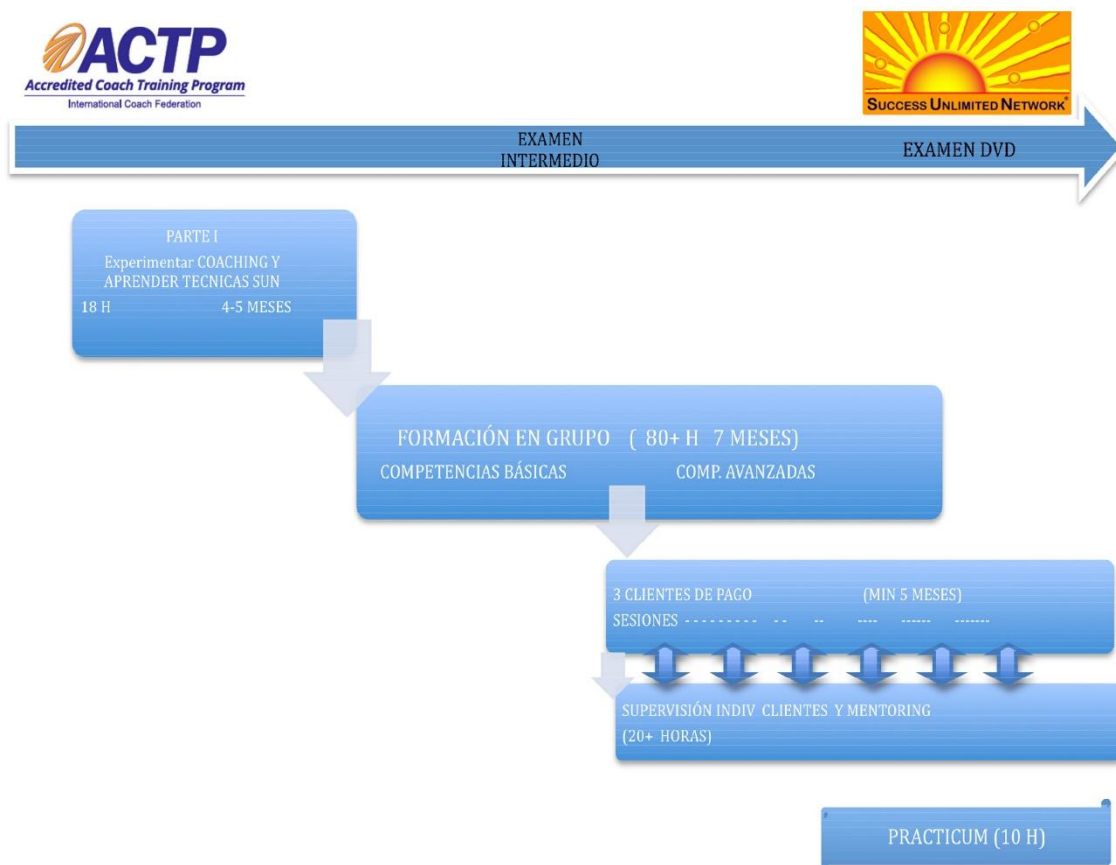 ACTP
Accredited Coach Training Program
International Coach Federation
SUCCESS UNLIMITED NETWORK®
EXAMEN
INTERMEDIO
EXAMEN DVD
PARTE I
Experimentar COACHING Y
APRENDER TECNICAS SUN
18 H 4-5 MESES
FORMACIÓN EN GRUPO ( 80+ H 7 MESES)
COMPETENCIAS BÁSICAS COMP. AVANZADAS
3 CLIENTES DE PAGO (MIN 5 MESES)
SESIONES - - - - - - - - - - - -- ---- ------ -------
SUPERVISIÓN INDIV CLIENTES Y MENTORING
(20+ HORAS)
PRACTICUM (10 H)